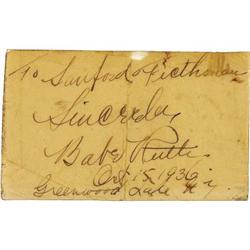 To Sanford
Sincerely
Babe Ruth
Oct 15 1936
Greenwood Lake N.Y.